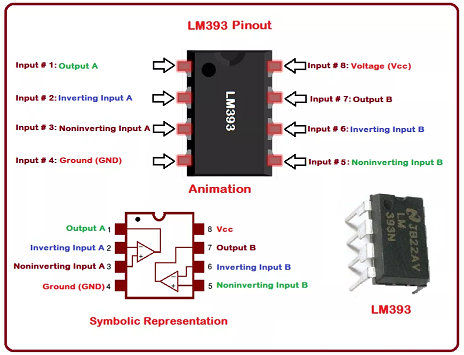 LM393 Pinout
Input # 1: Output A
Input # 8: Voltage (Vcc)
Input # 2: Inverting Input A
Input # 7: Output B
Input # 3: Noninverting Input A
Input # 6: Inverting Input B
Input # 4: Ground (GND)
Input # 5: Noninverting Input B
LM393
Animation
Output A 1
8 Vcc
Inverting Input A 2
7 Output B
Noninverting Input A 3
6 Inverting Input B
Ground (GND) 4
5 Noninverting Input B
Symbolic Representation
JB22AV
LM
393N
LM393